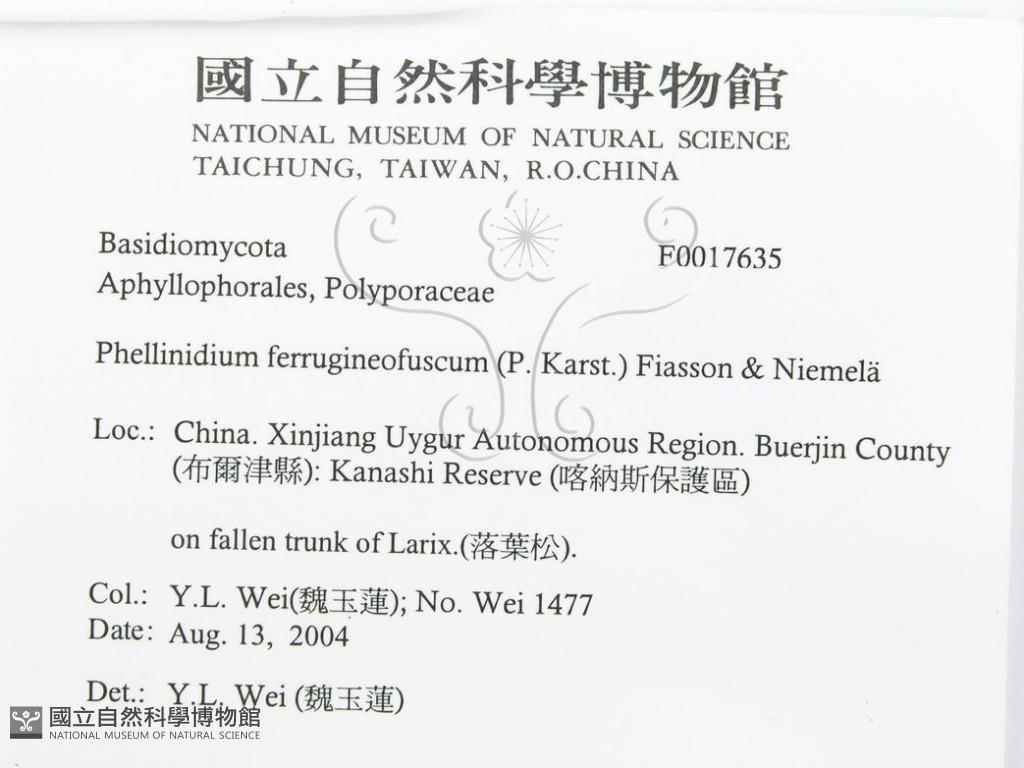 國立自然科學博物館
NATIONAL MUSEUM OF NATURAL SCIENCE
TAICHUNG, TAIWAN, R.O.CHINA
Basidiomycota F0017635
Aphyllophorales, Polyporaceae
Phellinidium ferrugineofuscum (P. Karst.) Fiasson & Niemelä
Loc.: China. Xinjiang Uygur Autonomous Region. Buerjin County
(布爾津縣): Kanashi Reserve (喀納斯保護區)
on fallen trunk of Larix.(落葉松).
Col.: Y.L. Wei(魏玉蓮); No. Wei 1477
Date: Aug. 13, 2004
Det.: Y.L. Wei (魏玉蓮)
國立自然科學博物館
NATIONAL MUSEUM OF NATURAL SCIENCE